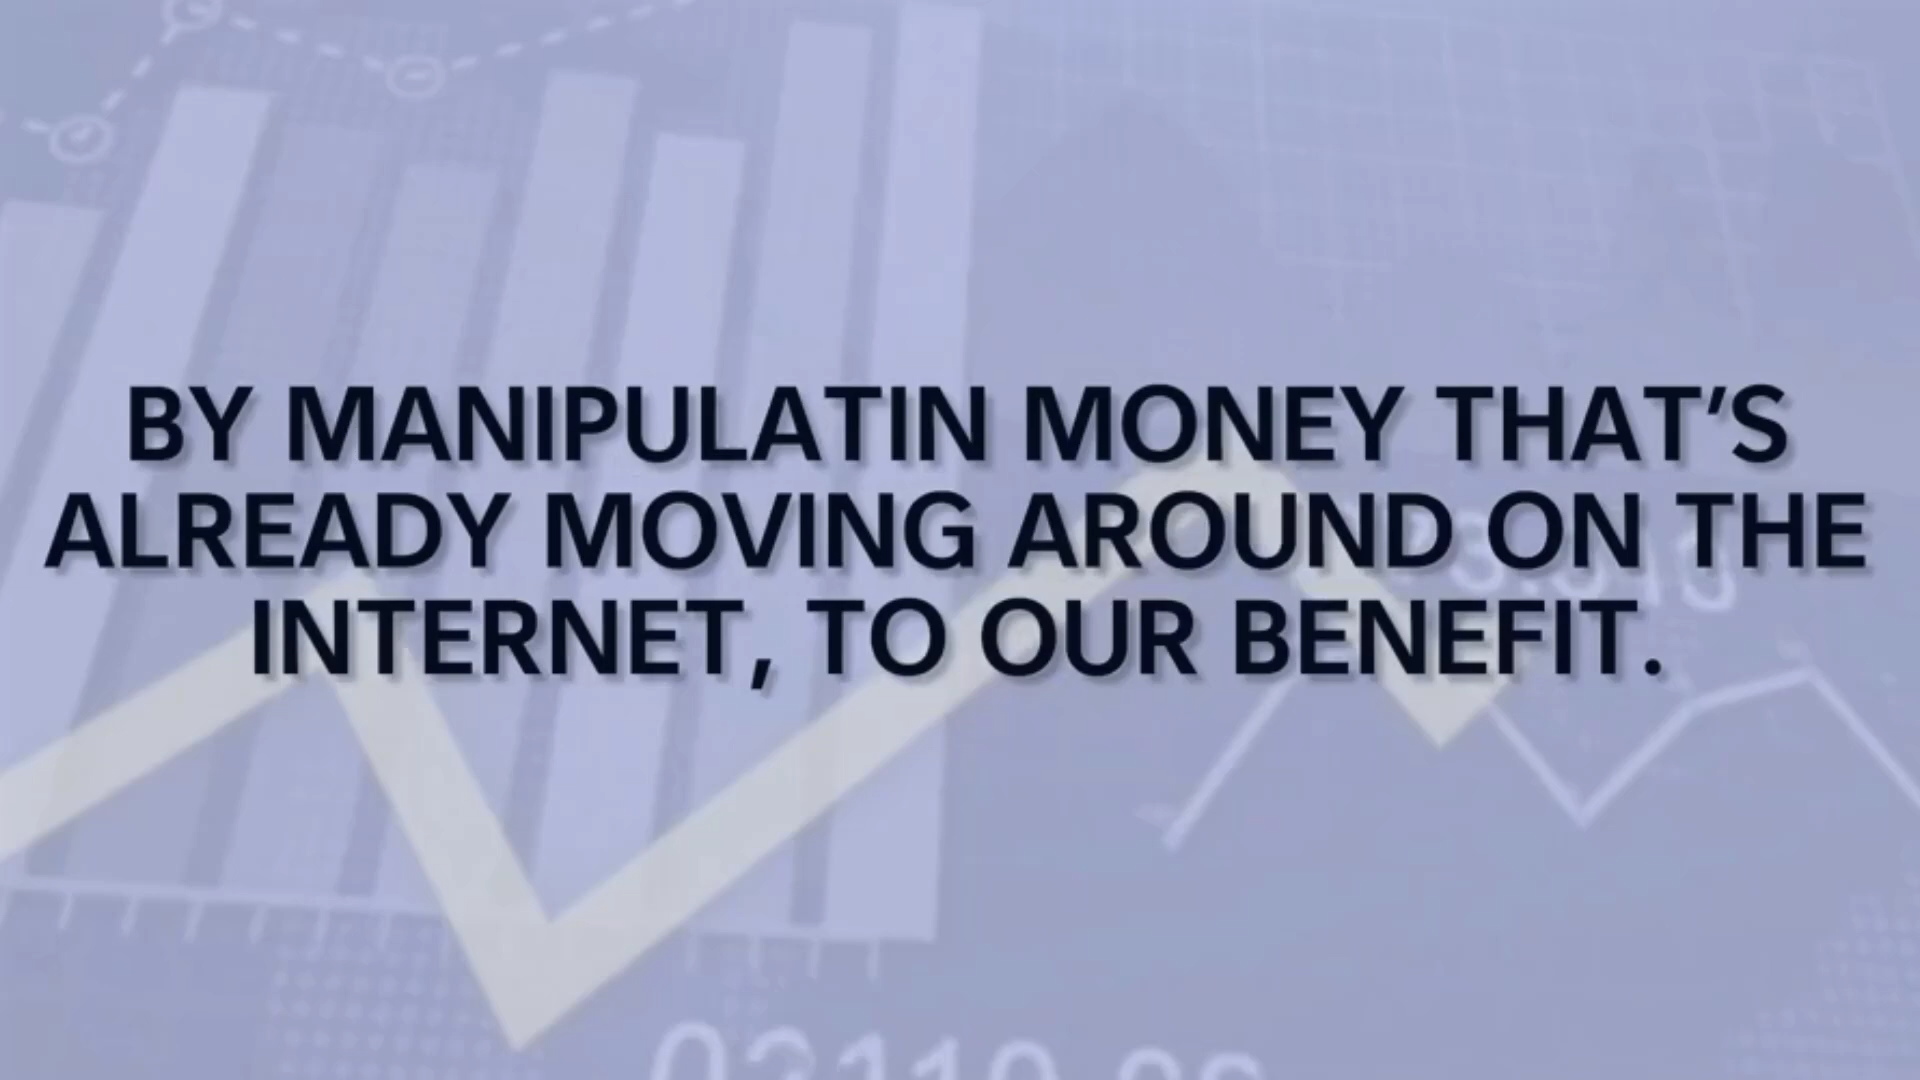 BY MANIPULATIN MONEY THAT'S
ALREADY MOVING AROUND ON THE
INTERNET, TO OUR BENEFIT.